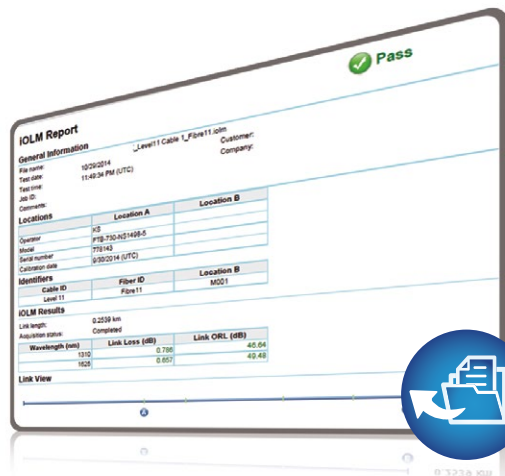 Pass
iOLM Report
General Information
File name: _Level11 Cable 1_Fibre11.iolm
Test date: 10/29/2014 Customer:
Test time: 11:49:34 PM (UTC) Company:
Job ID:
Comments:
Locations
Location A Location B
Operator KS
Model FTB-730-NS1498-5
Serial number 778143
Calibration date 9/30/2014 (UTC)
Identifiers
Cable ID Fiber ID Location B
Level 11 Fibre11 M001
iOLM Results
Link length: 0.2539 km
Acquisition status: Completed
Wavelength (nm) Link Loss (dB) Link ORL (dB)
1310 0.786 46.64
1625 0.657 49.48
Link View
A